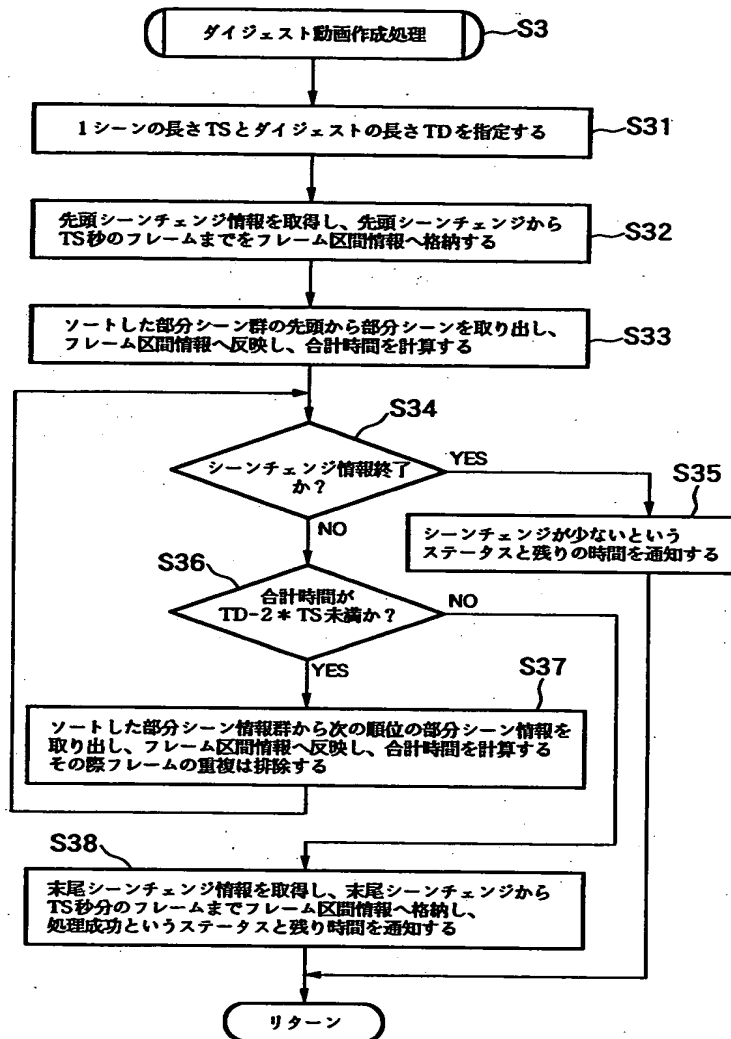 ダイジェスト動画作成処理
S3
1シーンの長さTSとダイジェストの長さTDを指定する
S31
先頭シーンチェンジ情報を取得し、先頭シーンチェンジから
TS秒のフレームまでをフレーム区間情報へ格納する
S32
ソートした部分シーン群の先頭から部分シーンを取り出し、
フレーム区間情報へ反映し、合計時間を計算する
S33
S34
シーンチェンジ情報終了
か?
YES
NO
S35
シーンチェンジが少ないという
ステータスと残りの時間を通知する
S36
合計時間が
TD-2*TS未満か?
NO
YES
S37
ソートした部分シーン情報群から次の順位の部分シーン情報を
取り出し、フレーム区間情報へ反映し、合計時間を計算する
その際フレームの重複は排除する
S38
末尾シーンチェンジ情報を取得し、末尾シーンチェンジから
TS秒分のフレームまでフレーム区間情報へ格納し、
処理成功というステータスと残り時間を通知する
リターン